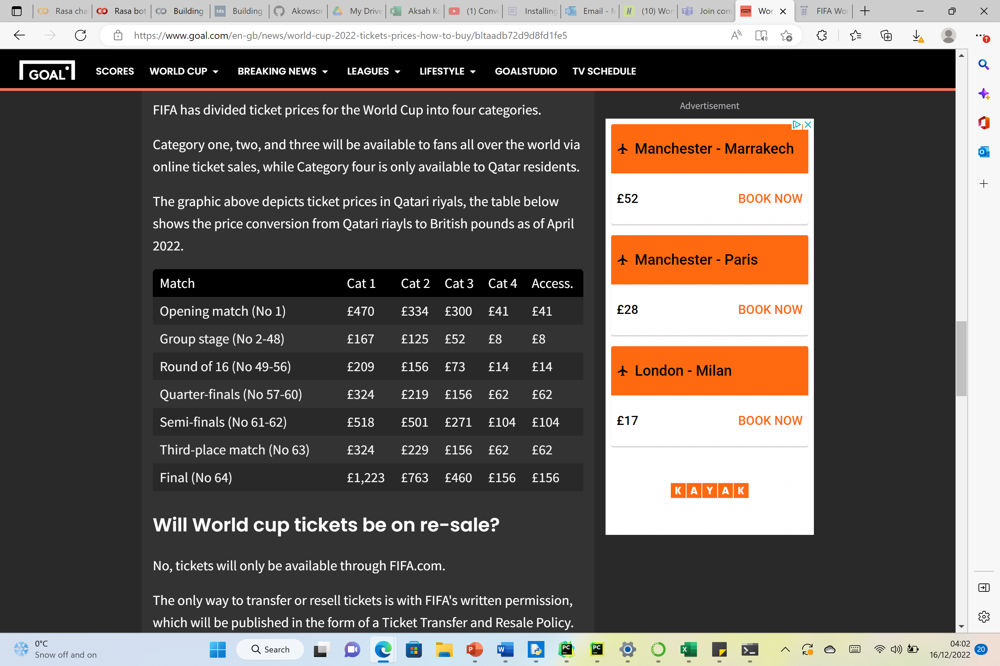 Rasa cha
Rasa bot
Building
tds
Building
Akowsor
My Drive
Aksah Ko
(1) Conve
Installing
Email - M
(10) Won
Join con
Wor
FIFA Wor
https://www.goal.com/en-gb/news/world-cup-2022-tickets-prices-how-to-buy/bltaadb72d9d8fd1fe5
GOAL SCORES WORLD CUP BREAKING NEWS LEAGUES LIFESTYLE GOALSTUDIO TV SCHEDULE
FIFA has divided ticket prices for the World Cup into four categories.
Category one, two, and three will be available to fans all over the world via
online ticket sales, while Category four is only available to Qatar residents.
The graphic above depicts ticket prices in Qatari riyals, the table below
shows the price conversion from Qatari riayls to British pounds as of April
2022.
Match Cat 1 Cat 2 Cat 3 Cat 4 Access.
Opening match (No 1) £470 £334 £300 £41 £41
Group stage (No 2-48) £167 £125 £52 £8 £8
Round of 16 (No 49-56) £209 £156 £73 £14 £14
Quarter-finals (No 57-60) £324 £219 £156 £62 £62
Semi-finals (No 61-62) £518 £501 £271 £104 £104
Third-place match (No 63) £324 £229 £156 £62 £62
Final (No 64) £1,223 £763 £460 £156 £156
Will World cup tickets be on re-sale?
No, tickets will only be available through FIFA.com.
The only way to transfer or resell tickets is with FIFA's written permission,
which will be published in the form of a Ticket Transfer and Resale Policy.
Advertisement
Manchester - Marrakech
£52 BOOK NOW
Manchester - Paris
£28 BOOK NOW
London - Milan
£17 BOOK NOW
KAYAK
0°C
Snow off and on
Search
04:02
16/12/2022
20